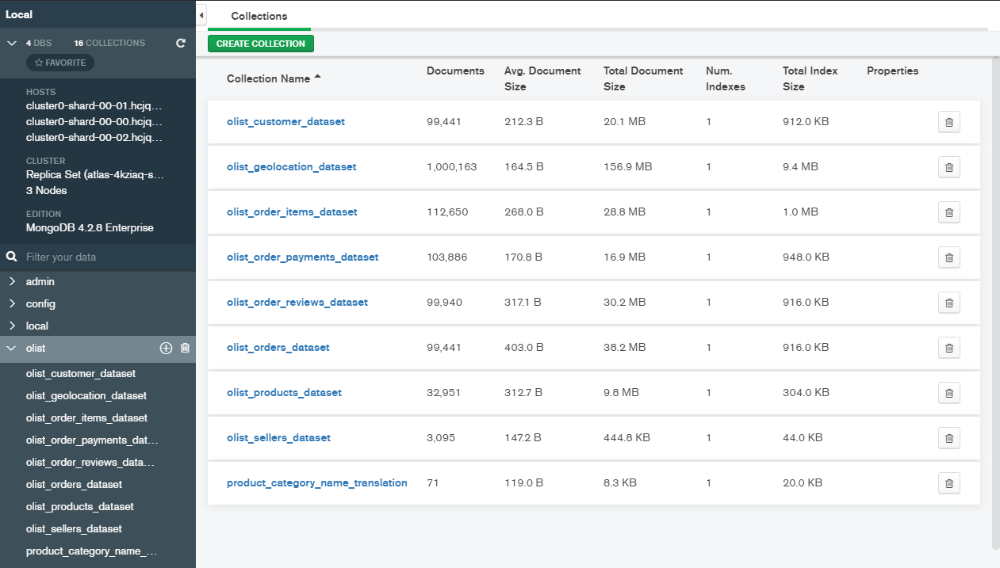 Local
4 DBS 16 COLLECTIONS
FAVORITE
HOSTS
cluster0-shard-00-01.hcjq...
cluster0-shard-00-00.hcjq...
cluster0-shard-00-02.hcjq...
CLUSTER
Replica Set (atlas-4kziaq-s...
3 Nodes
EDITION
MongoDB 4.2.8 Enterprise
Filter your data
admin
config
local
olist
olist_customer_dataset
olist_geolocation_dataset
olist_order_items_dataset
olist_order_payments_dat...
olist_order_reviews_data...
olist_orders_dataset
olist_products_dataset
olist_sellers_dataset
product_category_name_...
Collections
CREATE COLLECTION
Collection Name Documents Avg. Document Size Total Document Size Num. Indexes Total Index Size Properties
olist_customer_dataset 99,441 212.3 B 20.1 MB 1 912.0 KB
olist_geolocation_dataset 1,000,163 164.5 B 156.9 MB 1 9.4 MB
olist_order_items_dataset 112,650 268.0 B 28.8 MB 1 1.0 MB
olist_order_payments_dataset 103,886 170.8 B 16.9 MB 1 948.0 KB
olist_order_reviews_dataset 99,940 317.1 B 30.2 MB 1 916.0 KB
olist_orders_dataset 99,441 403.0 B 38.2 MB 1 916.0 KB
olist_products_dataset 32,951 312.7 B 9.8 MB 1 304.0 KB
olist_sellers_dataset 3,095 147.2 B 444.8 KB 1 44.0 KB
product_category_name_translation 71 119.0 B 8.3 KB 1 20.0 KB